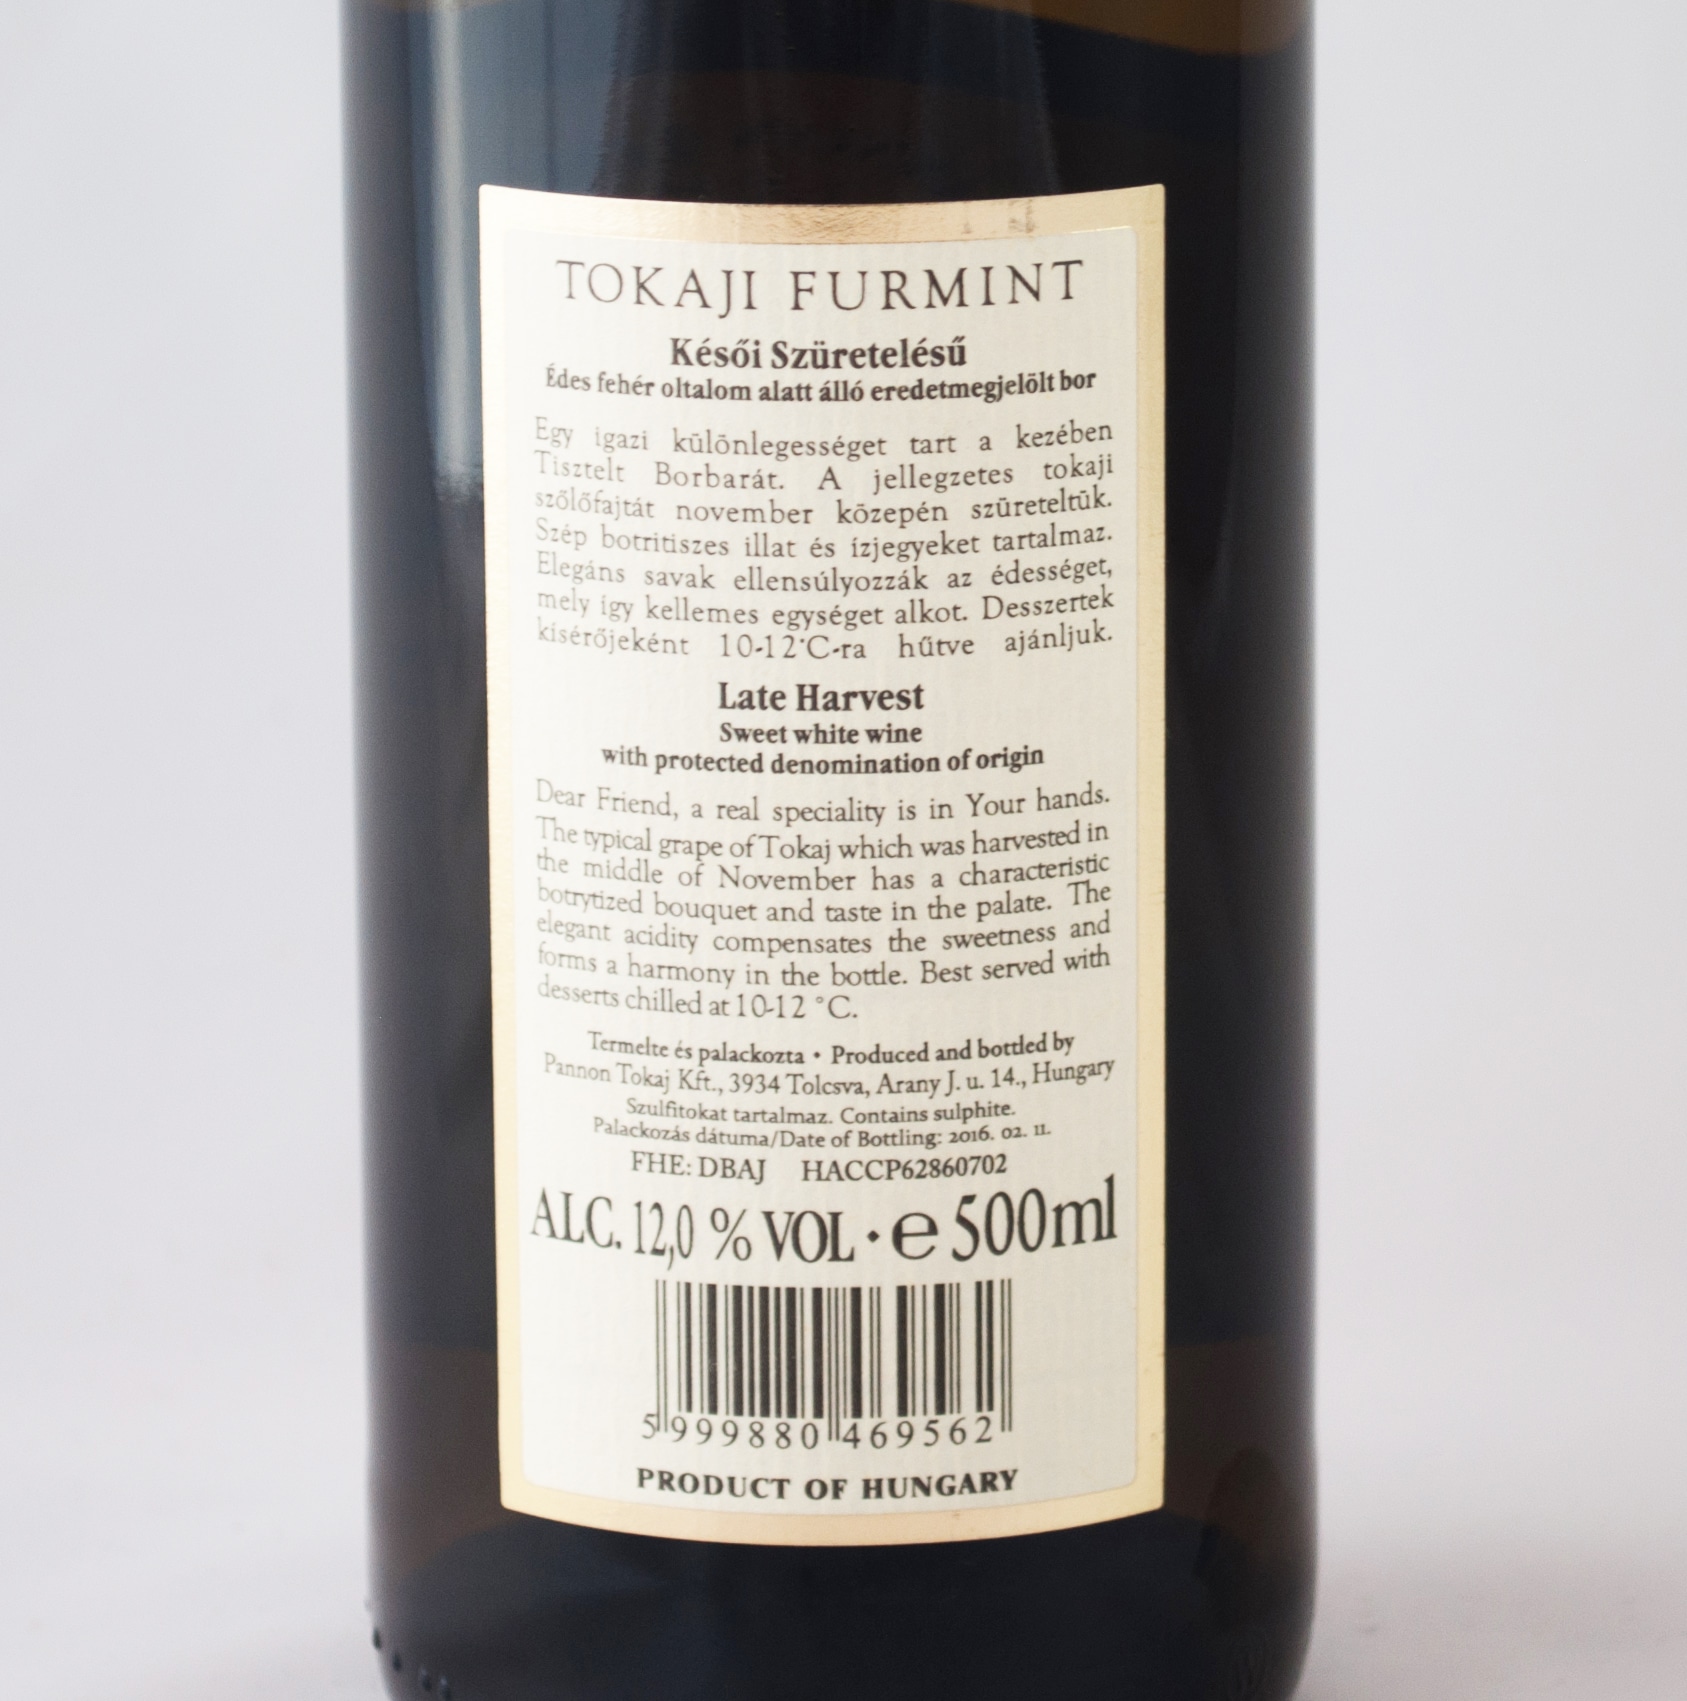 TOKAJI FURMINT
Késői Szüretelésű
Édes fehér oltalom alatt álló eredetmegjelölt bor
Egy igazi különlegességet tart a kezében
Tisztelt Borbarát. A jellegzetes tokaji
szőlőfajtát november közepén szüreteltük.
Szép botritiszes illat és ízjegyeket tartalmaz.
Elegáns savak ellensúlyozzák az édességet,
mely így kellemes egységet alkot. Desszertek
kísérőjeként 10-12°C-ra hűtve ajánljuk.
Late Harvest
Sweet white wine
with protected denomination of origin
Dear Friend, a real speciality is in Your hands.
The typical grape of Tokaj which was harvested in
the middle of November has a characteristic
botrytized bouquet and taste in the palate. The
elegant acidity compensates the sweetness and
forms a harmony in the bottle. Best served with
desserts chilled at 10-12 °C.
Termelte és palackozta • Produced and bottled by
Pannon Tokaj Kft., 3934 Tolcsva, Arany J. u. 14., Hungary
Szulfitokat tartalmaz. Contains sulphite.
Palackozás dátuma/Date of Bottling: 2016. 02. 11.
FHE: DBAJ HACCP62860702
ALC. 12,0 % VOL • e 500ml
5 999880 469562
PRODUCT OF HUNGARY